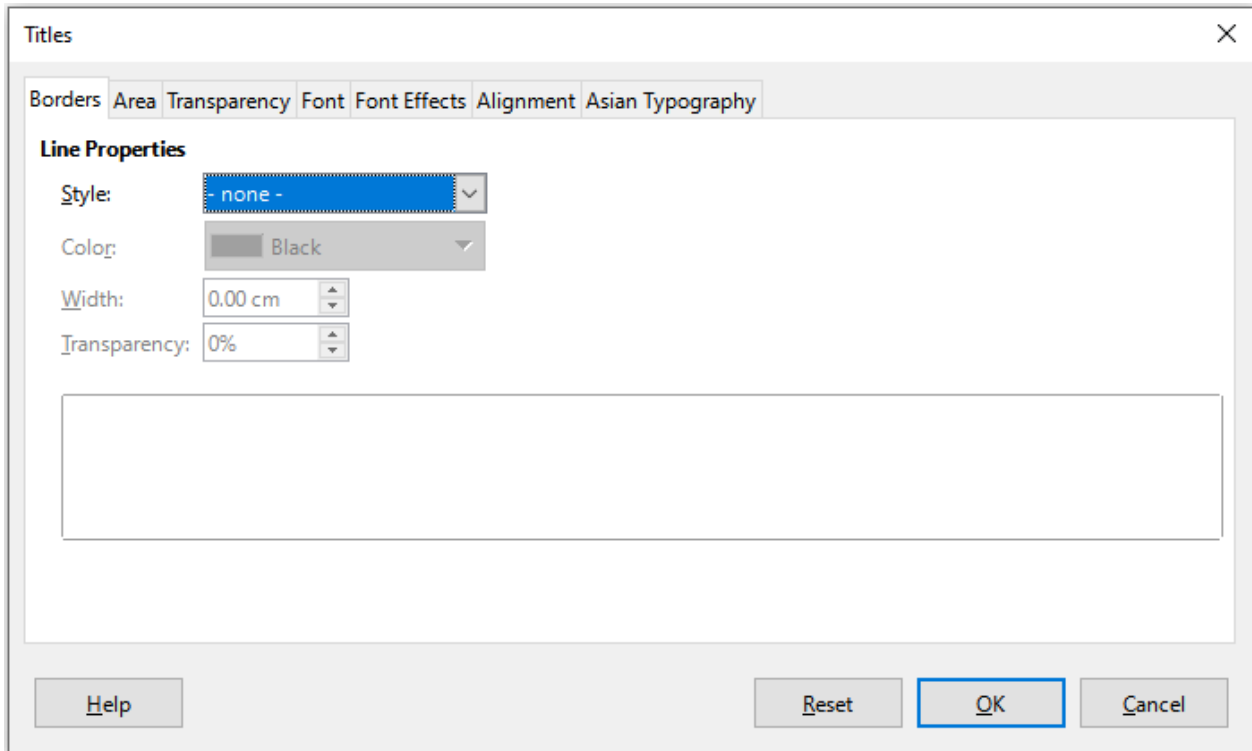 Titles
Borders Area Transparency Font Font Effects Alignment Asian Typography
Line Properties
Style: - none -
Color: Black
Width: 0.00 cm
Transparency: 0%
Help Reset OK Cancel